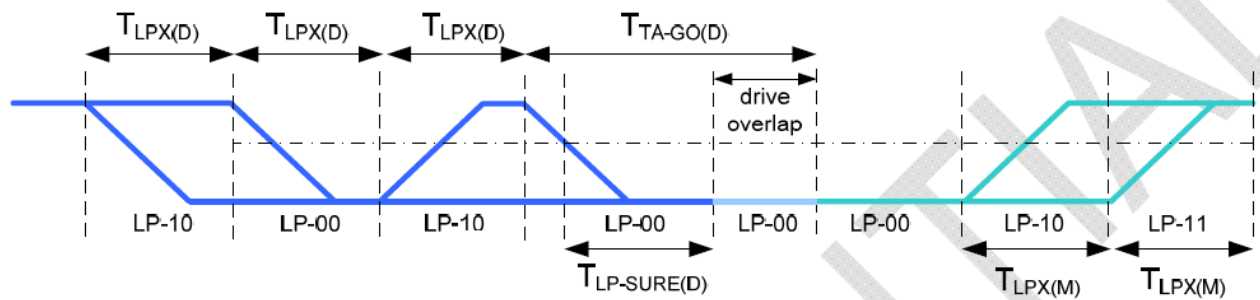 TLPX(D) TLPX(D) TLPX(D) TTA-GO(D)
drive
overlap
LP-10 LP-00 LP-10 LP-00 LP-00 LP-00 LP-10 LP-11
TLP-SURE(D) TLPX(M) TLPX(M)